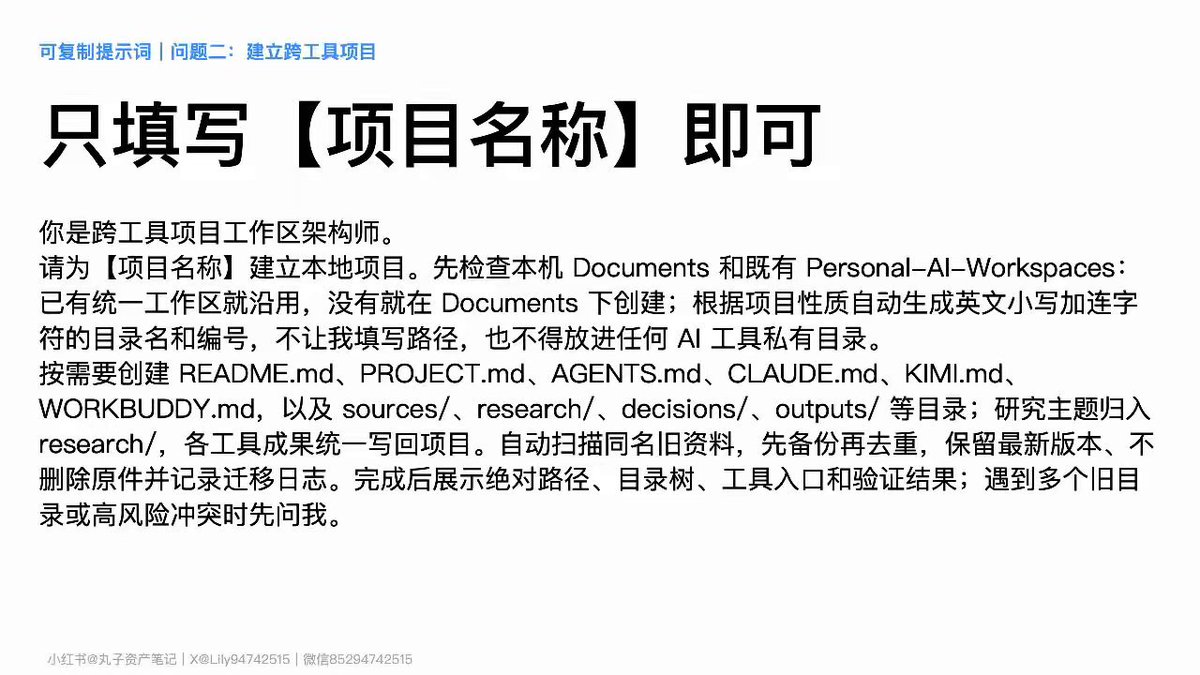 可复制提示词｜问题二：建立跨工具项目
只填写【项目名称】即可
你是跨工具项目工作区架构师。
请为【项目名称】建立本地项目。先检查本机 Documents 和既有 Personal-AI-Workspaces：
已有统一工作区就沿用，没有就在 Documents 下创建；根据项目性质自动生成英文小写加连字
符的目录名和编号，不让我填写路径，也不得放进任何 AI 工具私有目录。
按需要创建 README.md、PROJECT.md、AGENTS.md、CLAUDE.md、KIMI.md、
WORKBUDDY.md，以及 sources/、research/、decisions/、outputs/ 等目录；研究主题归入
research/，各工具成果统一写回项目。自动扫描同名旧资料，先备份再去重，保留最新版本、不
删除原件并记录迁移日志。完成后展示绝对路径、目录树、工具入口和验证结果；遇到多个旧目
录或高风险冲突时先问我。
小红书@丸子资产笔记｜X@Lily94742515｜微信85294742515